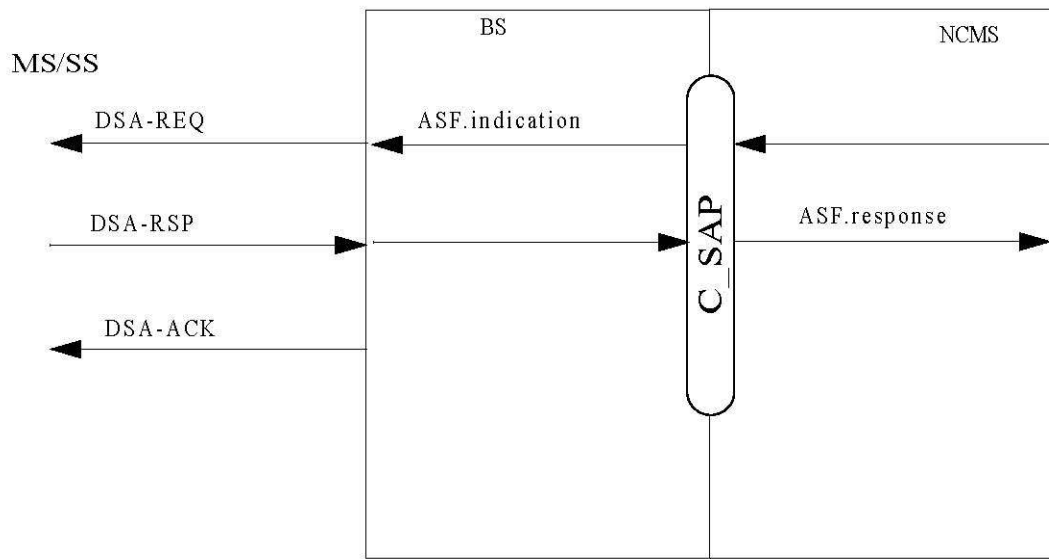 BS
NCMS
MS/SS
DSA-REQ
ASF.indication
DSA-RSP
ASF.response
C_SAP
DSA-ACK